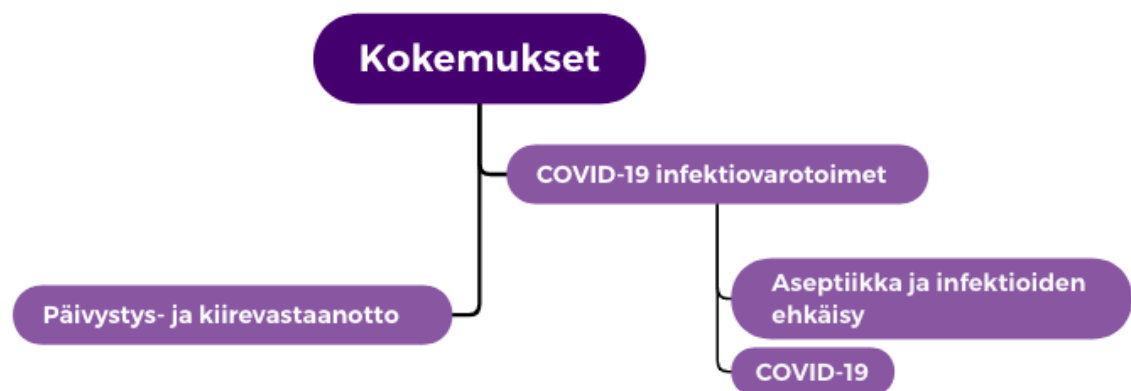 Kokemukset
COVID-19 infektiovarotoimet
Aseptiikka ja infektioiden
ehkäisy
Päivystys- ja kiirevastaanotto
COVID-19